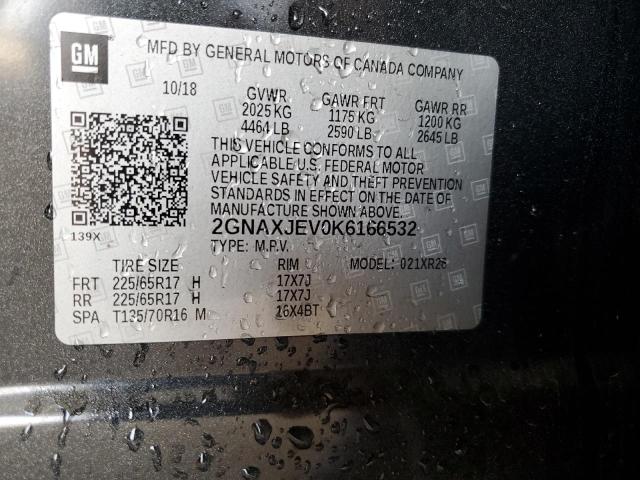 GM
MFD BY GENERAL MOTORS OF CANADA COMPANY
10/18 GVWR GAWR FRT GAWR RR
2025 KG 1175 KG 1200 KG
4464 LB 2590 LB 2645 LB
THIS VEHICLE CONFORMS TO ALL
APPLICABLE U.S. FEDERAL MOTOR
VEHICLE SAFETY AND THEFT PREVENTION
STANDARDS IN EFFECT ON THE DATE OF
MANUFACTURE SHOWN ABOVE.
139X
2GNAXJEV0K6166532
TYPE: M.P.V. MODEL: 021XR26
TIRE SIZE RIM
FRT 225/65R17 H 17X7J
RR 225/65R17 H 17X7J
SPA T135/70R16 M 16X4BT